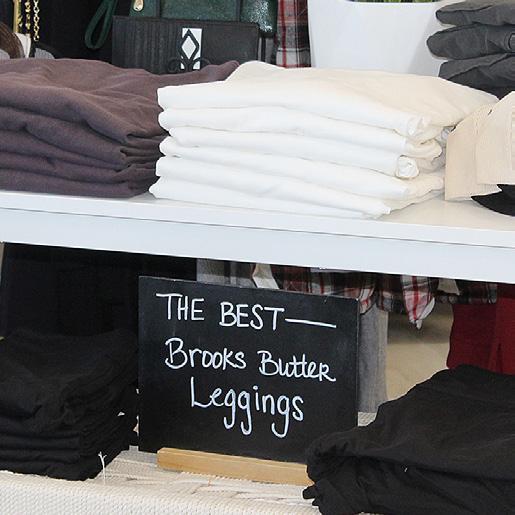 THE BEST—
Brooks Butter
Leggings